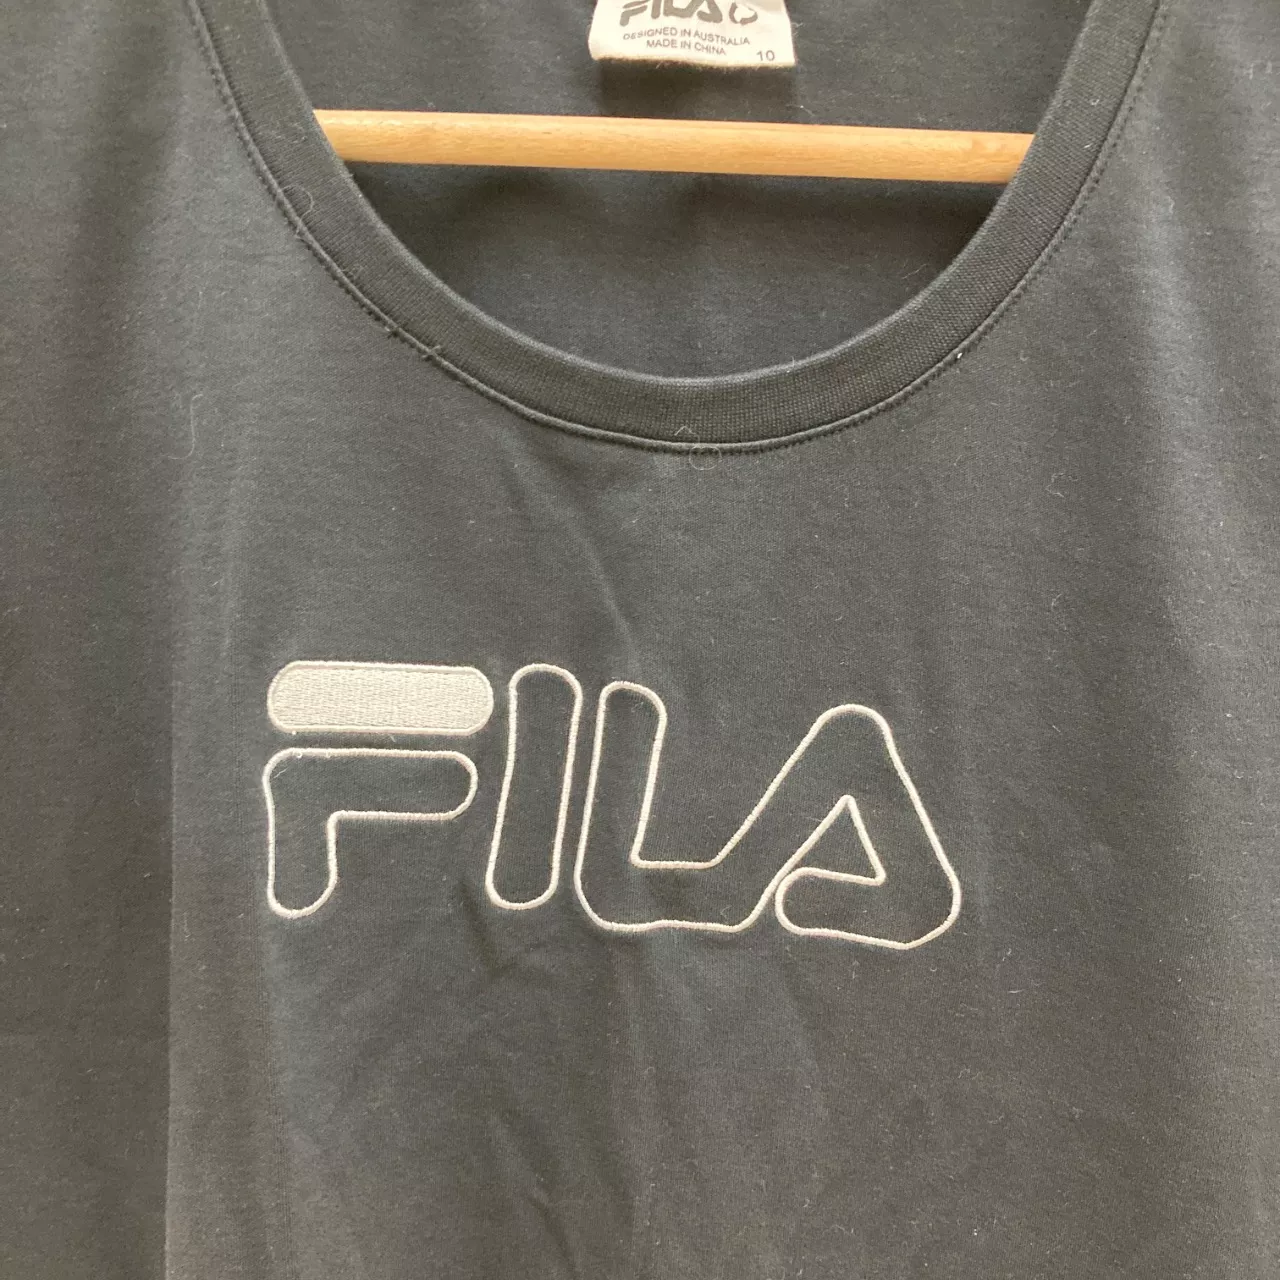 FILA
DESIGNED IN AUSTRALIA
MADE IN CHINA
10
FILA